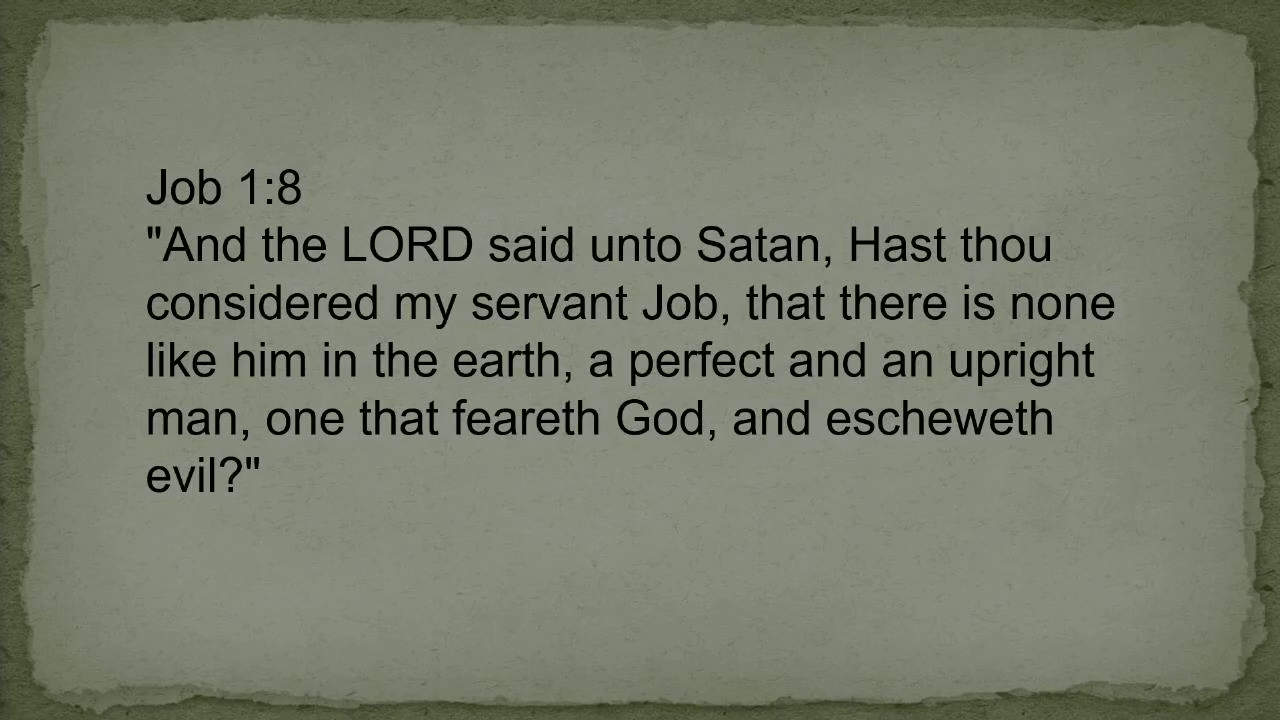 Job 1:8
"And the LORD said unto Satan, Hast thou
considered my servant Job, that there is none
like him in the earth, a perfect and an upright
man, one that feareth God, and escheweth
evil?"